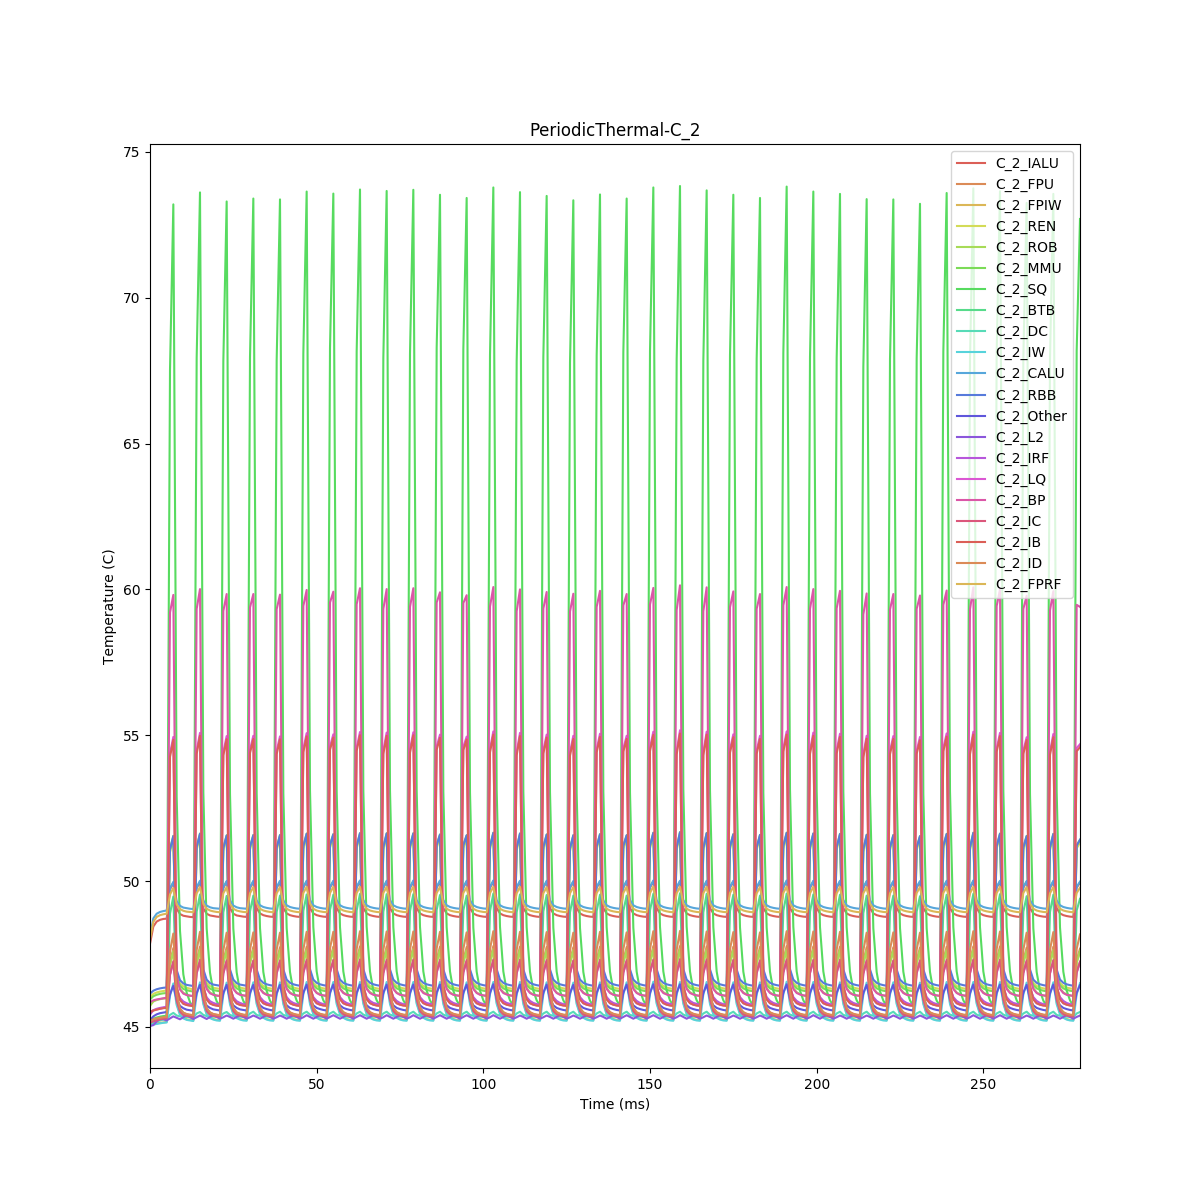 PeriodicThermal-C_2
75
70
65
60
55
50
45
Temperature (C)
0
50
100
150
200
250
Time (ms)
C_2_IALU
C_2_FPU
C_2_FPIW
C_2_REN
C_2_ROB
C_2_MMU
C_2_SQ
C_2_BTB
C_2_DC
C_2_IW
C_2_CALU
C_2_RBB
C_2_Other
C_2_L2
C_2_IRF
C_2_LQ
C_2_BP
C_2_IC
C_2_IB
C_2_ID
C_2_FPRF